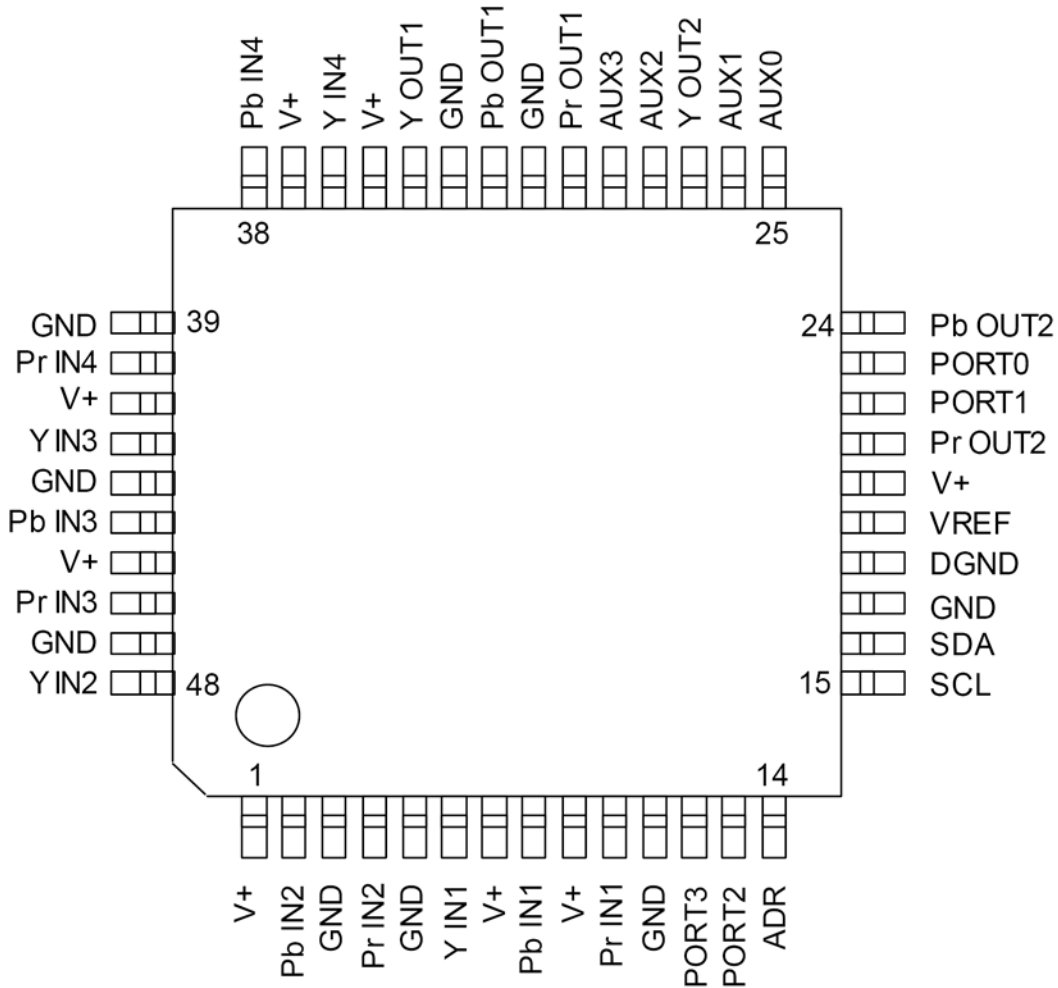 Pb IN4
V+
Y IN4
V+
Y OUT1
GND
Pb OUT1
GND
Pr OUT1
AUX3
AUX2
Y OUT2
AUX1
AUX0
38
25
GND
39
24
Pb OUT2
Pr IN4
PORT0
V+
PORT1
Y IN3
Pr OUT2
GND
V+
Pb IN3
VREF
V+
DGND
Pr IN3
GND
GND
SDA
Y IN2
48
15
SCL
1
14
V+
Pb IN2
GND
Pr IN2
GND
Y IN1
V+
Pb IN1
V+
Pr IN1
GND
PORT3
PORT2
ADR